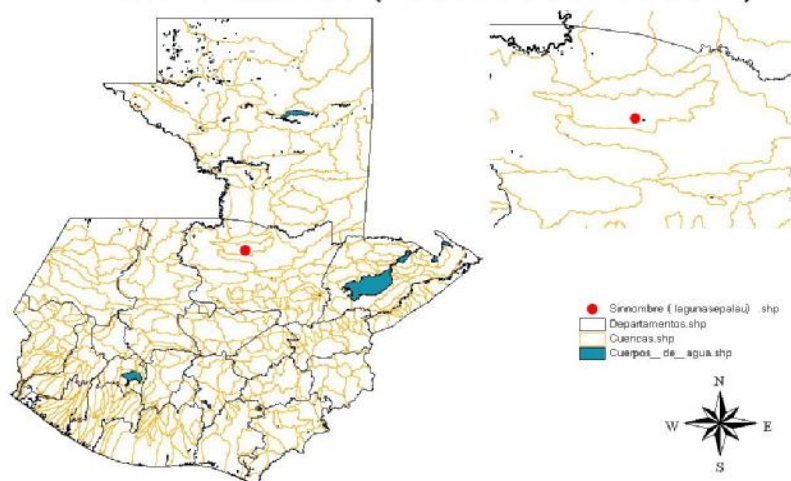 Sinnombre ( lagunasepalau) .shp
Departamentos.shp
Cuencas.shp
Cuerpos_ de_ agua.shp
N
W E
S